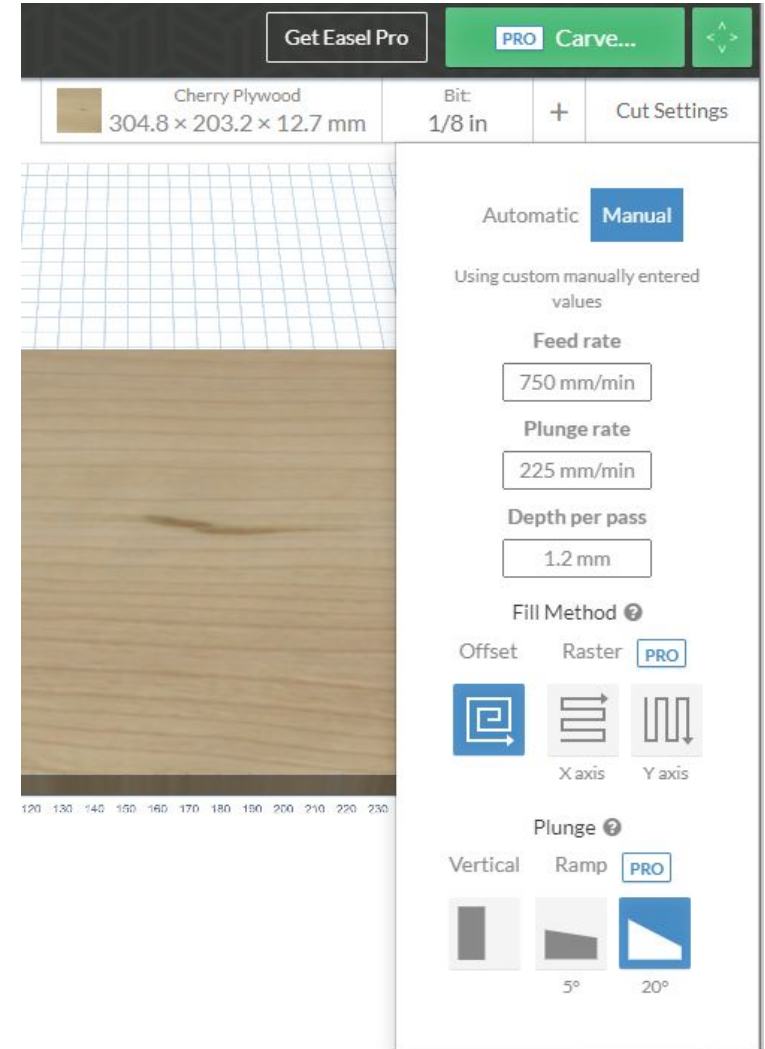 Get Easel Pro
PRO Carve...
Cherry Plywood
304.8 × 203.2 × 12.7 mm
Bit:
1/8 in
+
Cut Settings
Automatic Manual
Using custom manually entered
values
Feed rate
750 mm/min
Plunge rate
225 mm/min
Depth per pass
1.2 mm
Fill Method ?
Offset Raster PRO
X axis Y axis
120 130 140 150 160 170 180 190 200 210 220 230
Plunge ?
Vertical Ramp PRO
5° 20°